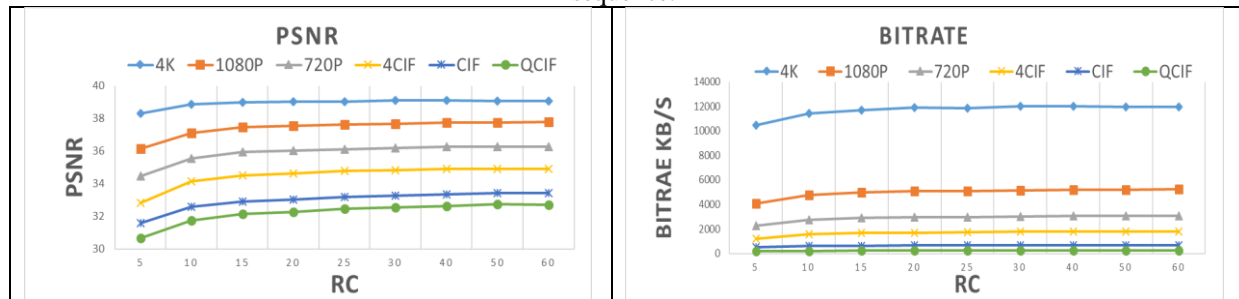 sequence.
PSNR
4K 1080P 720P 4CIF CIF QCIF
40
38
36
34
32
30
PSNR
5 10 15 20 25 30 40 50 60
RC
BITRATE
4K 1080P 720P 4CIF CIF QCIF
14000
12000
10000
8000
6000
4000
2000
0
BITRAE KB/S
5 10 15 20 25 30 40 50 60
RC